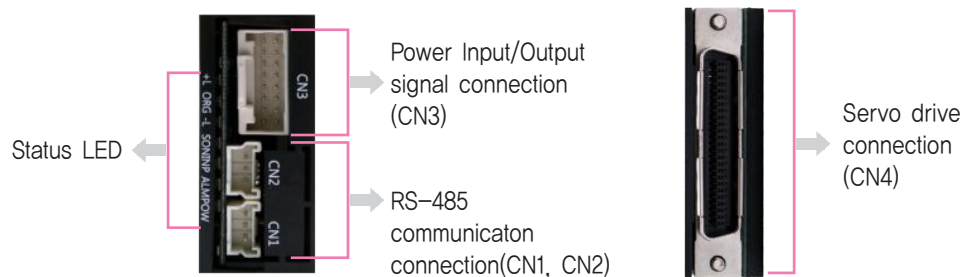 Power Input/Output
signal connection
(CN3)
Status LED
+L ORG -L SONINP ALMPOW
CN3
CN2
CN1
RS-485
communicaton
connection(CN1, CN2)
Servo drive
connection
(CN4)